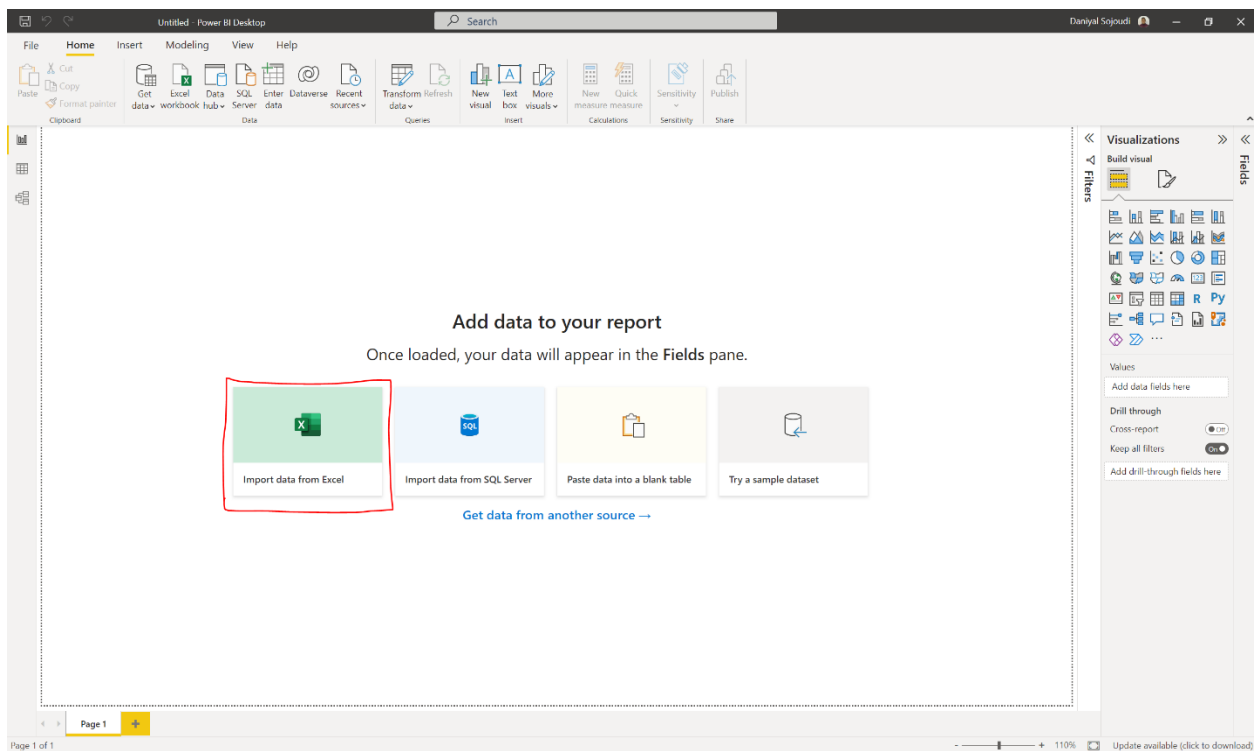 Untitled - Power BI Desktop
Search
Daniyal Sojoudi
File Home Insert Modeling View Help
Paste
Cut
Copy
Format painter
Clipboard
Get data
Excel workbook
Data hub
SQL Server
Enter data
Dataverse
Recent sources
Data
Transform data
Refresh
Queries
New visual
Text box
More visuals
Insert
New measure
Quick measure
Calculations
Sensitivity
Sensitivity
Publish
Share
Filters
Visualizations
Build visual
Fields
123
R Py
Values
Add data fields here
Drill through
Cross-report
Off
Keep all filters
On
Add drill-through fields here
Add data to your report
Once loaded, your data will appear in the Fields pane.
X
SQL
Import data from Excel
Import data from SQL Server
Paste data into a blank table
Try a sample dataset
Get data from another source →
Page 1
+
Page 1 of 1
- + 110%
Update available (click to download)